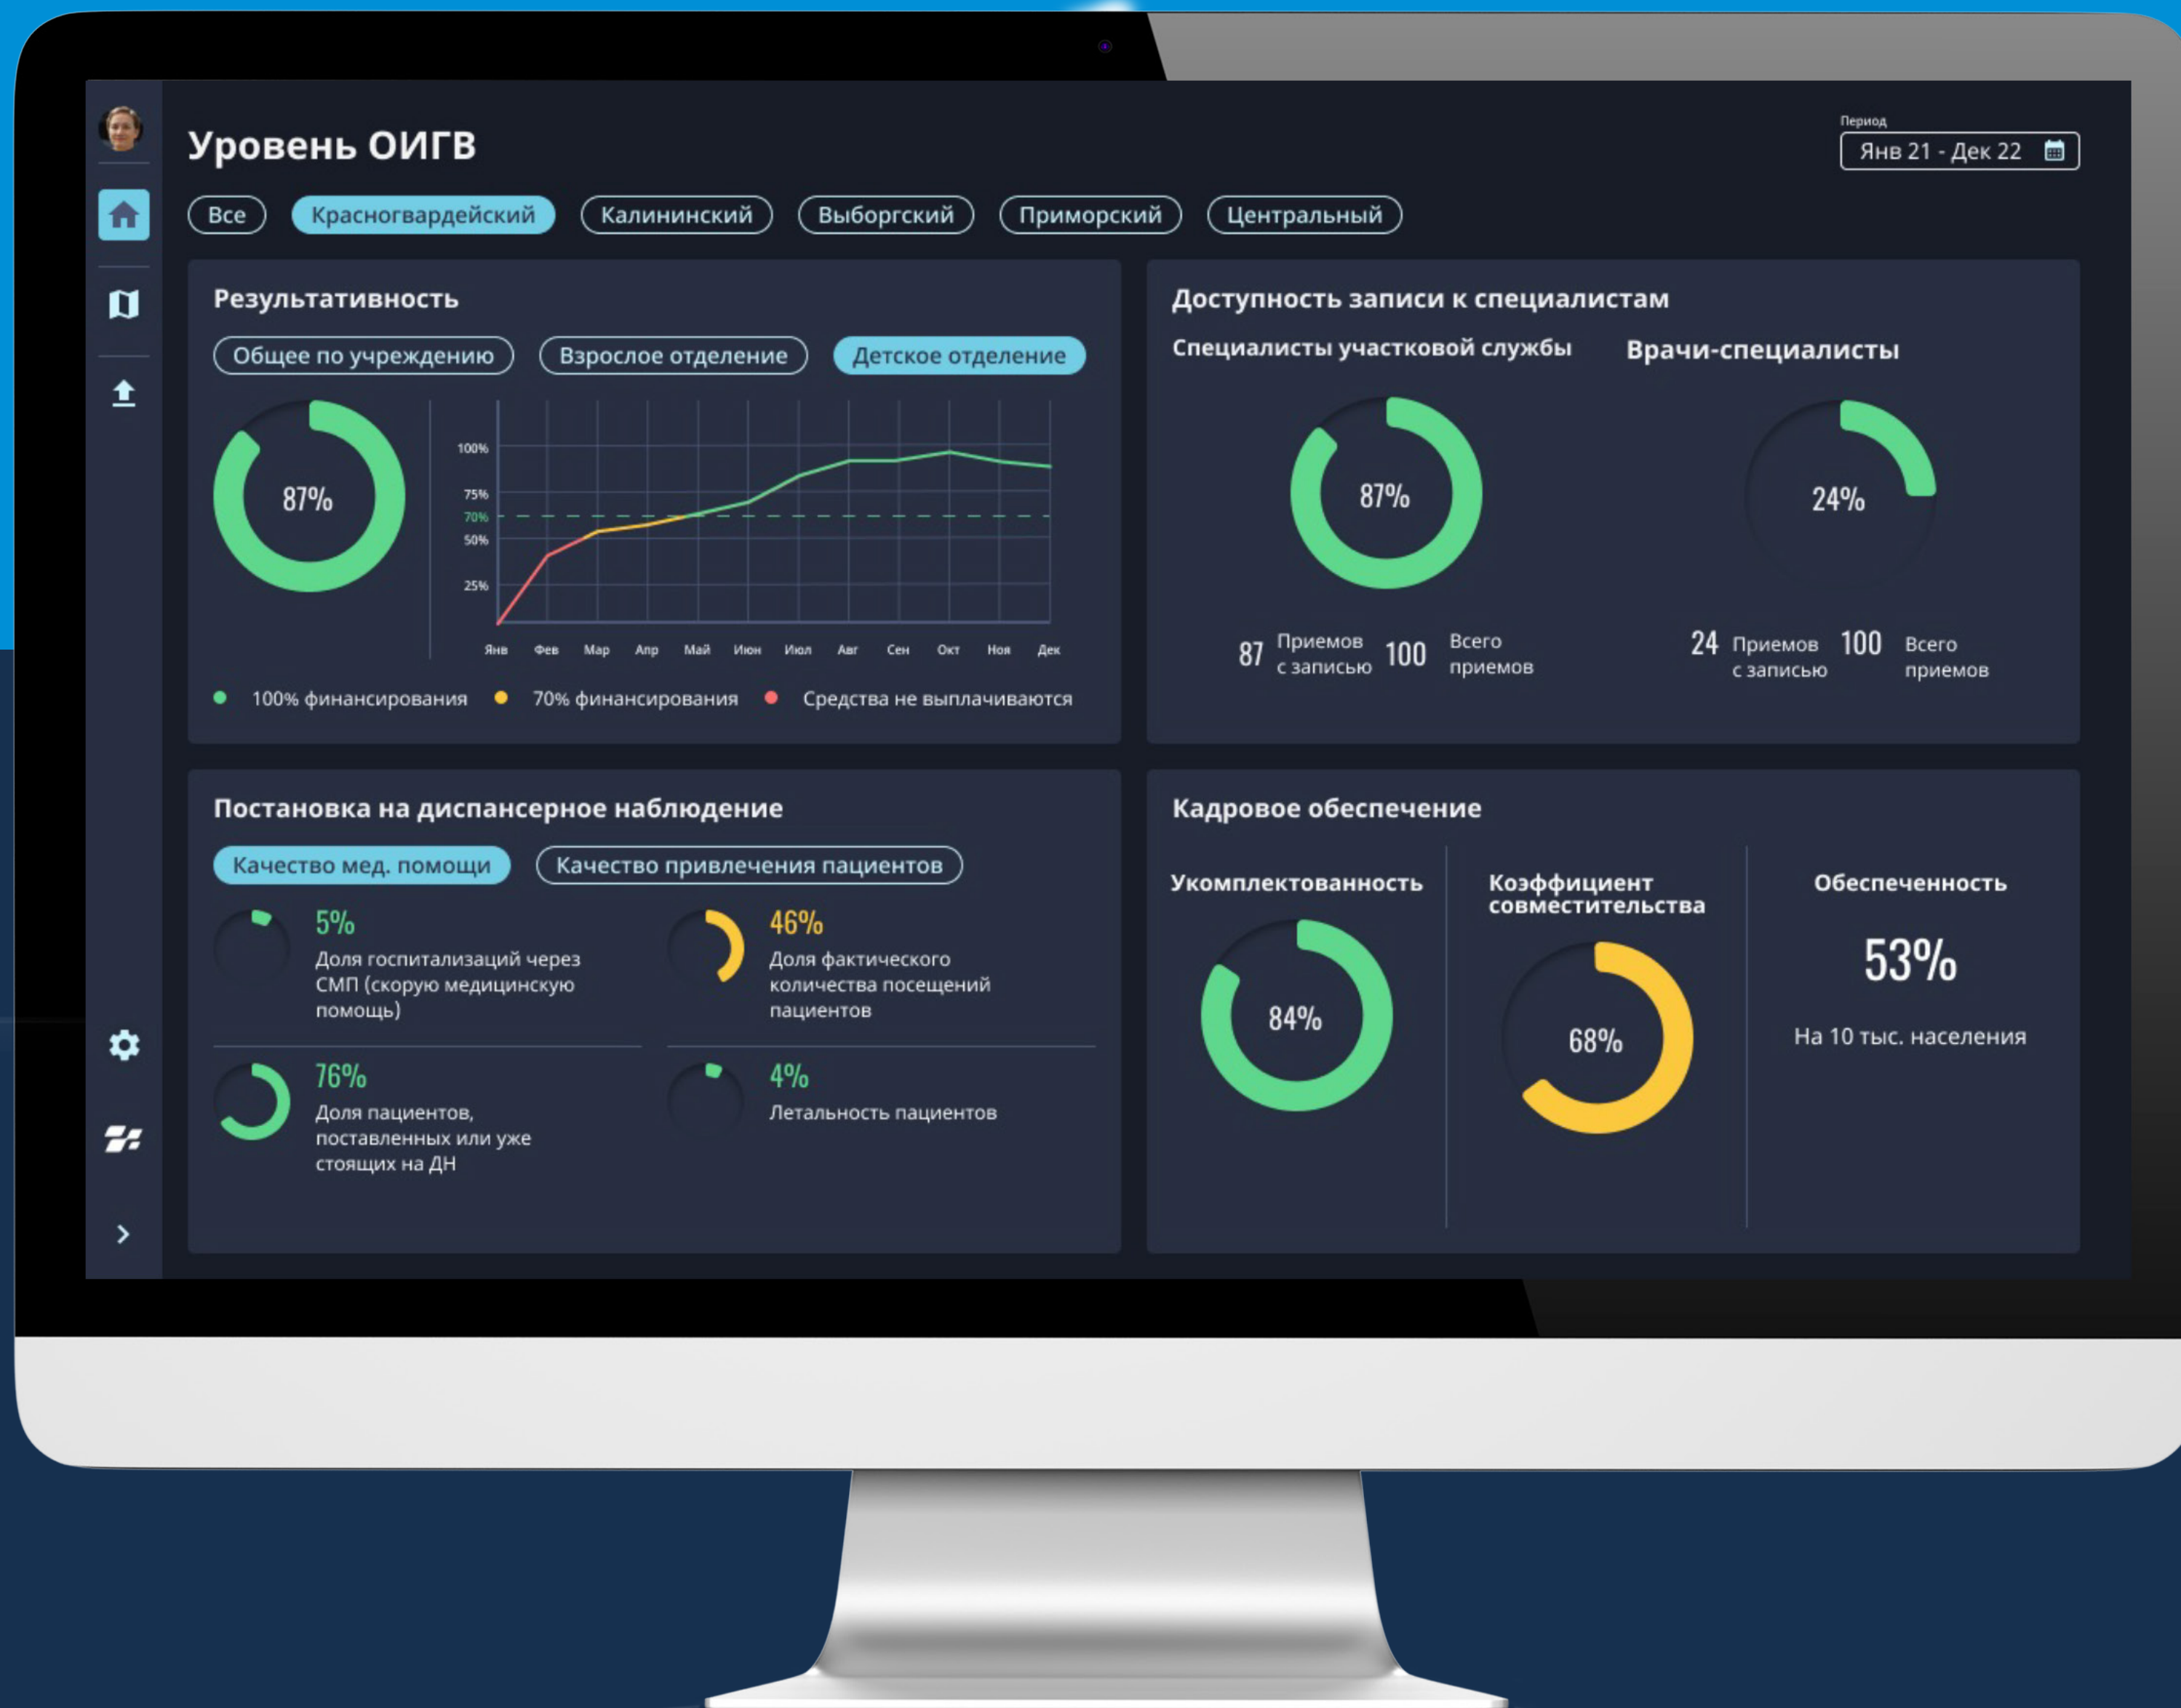 Уровень ОИГВ
Период
Янв 21 - Дек 22
Все
Красногвардейский
Калининский
Выборгский
Приморский
Центральный
Результативность
Общее по учреждению
Взрослое отделение
Детское отделение
87%
100%
75%
70%
50%
25%
Янв Фев Мар Апр Май Июн Июл Авг Сен Окт Ноя Дек
100% финансирования
70% финансирования
Средства не выплачиваются
Доступность записи к специалистам
Специалисты участковой службы
87%
87
Приемов
с записью
100
Всего
приемов
Врачи-специалисты
24%
24
Приемов
с записью
100
Всего
приемов
Постановка на диспансерное наблюдение
Качество мед. помощи
Качество привлечения пациентов
5%
Доля госпитализаций через
СМП (скорую медицинскую
помощь)
46%
Доля фактического
количества посещений
пациентов
76%
Доля пациентов,
поставленных или уже
стоящих на ДН
4%
Летальность пациентов
Кадровое обеспечение
Укомплектованность
84%
Коэффициент
совместительства
68%
Обеспеченность
53%
На 10 тыс. населения